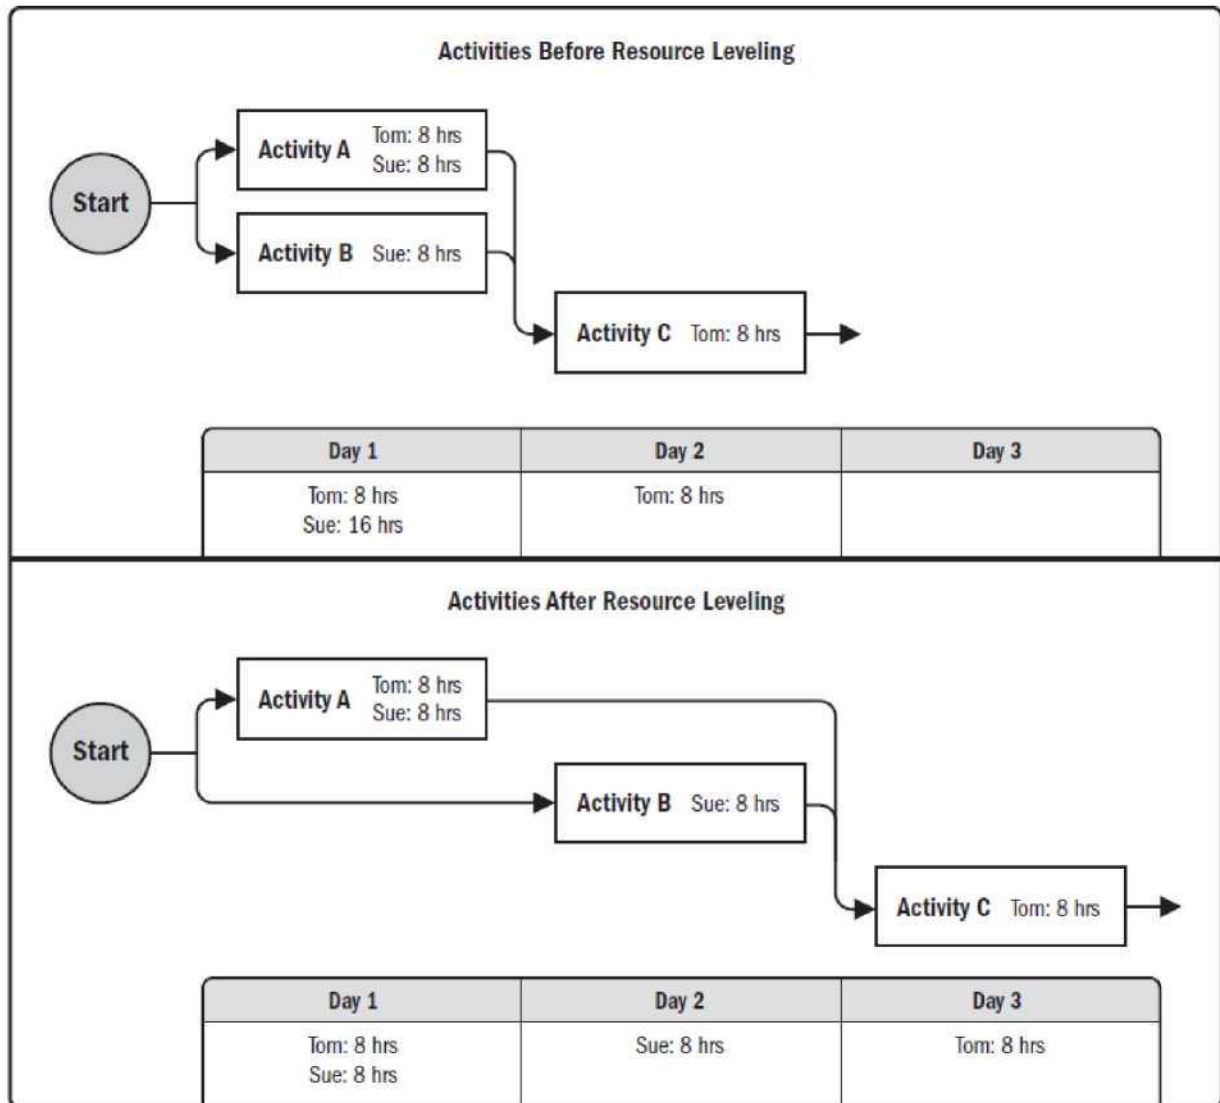 Activities Before Resource Leveling
Start
Activity A
Tom: 8 hrs
Sue: 8 hrs
Activity B Sue: 8 hrs
Activity C Tom: 8 hrs
Day 1 Day 2 Day 3
Tom: 8 hrs Tom: 8 hrs
Sue: 16 hrs
Activities After Resource Leveling
Start
Activity A
Tom: 8 hrs
Sue: 8 hrs
Activity B Sue: 8 hrs
Activity C Tom: 8 hrs
Day 1 Day 2 Day 3
Tom: 8 hrs Sue: 8 hrs Tom: 8 hrs
Sue: 8 hrs